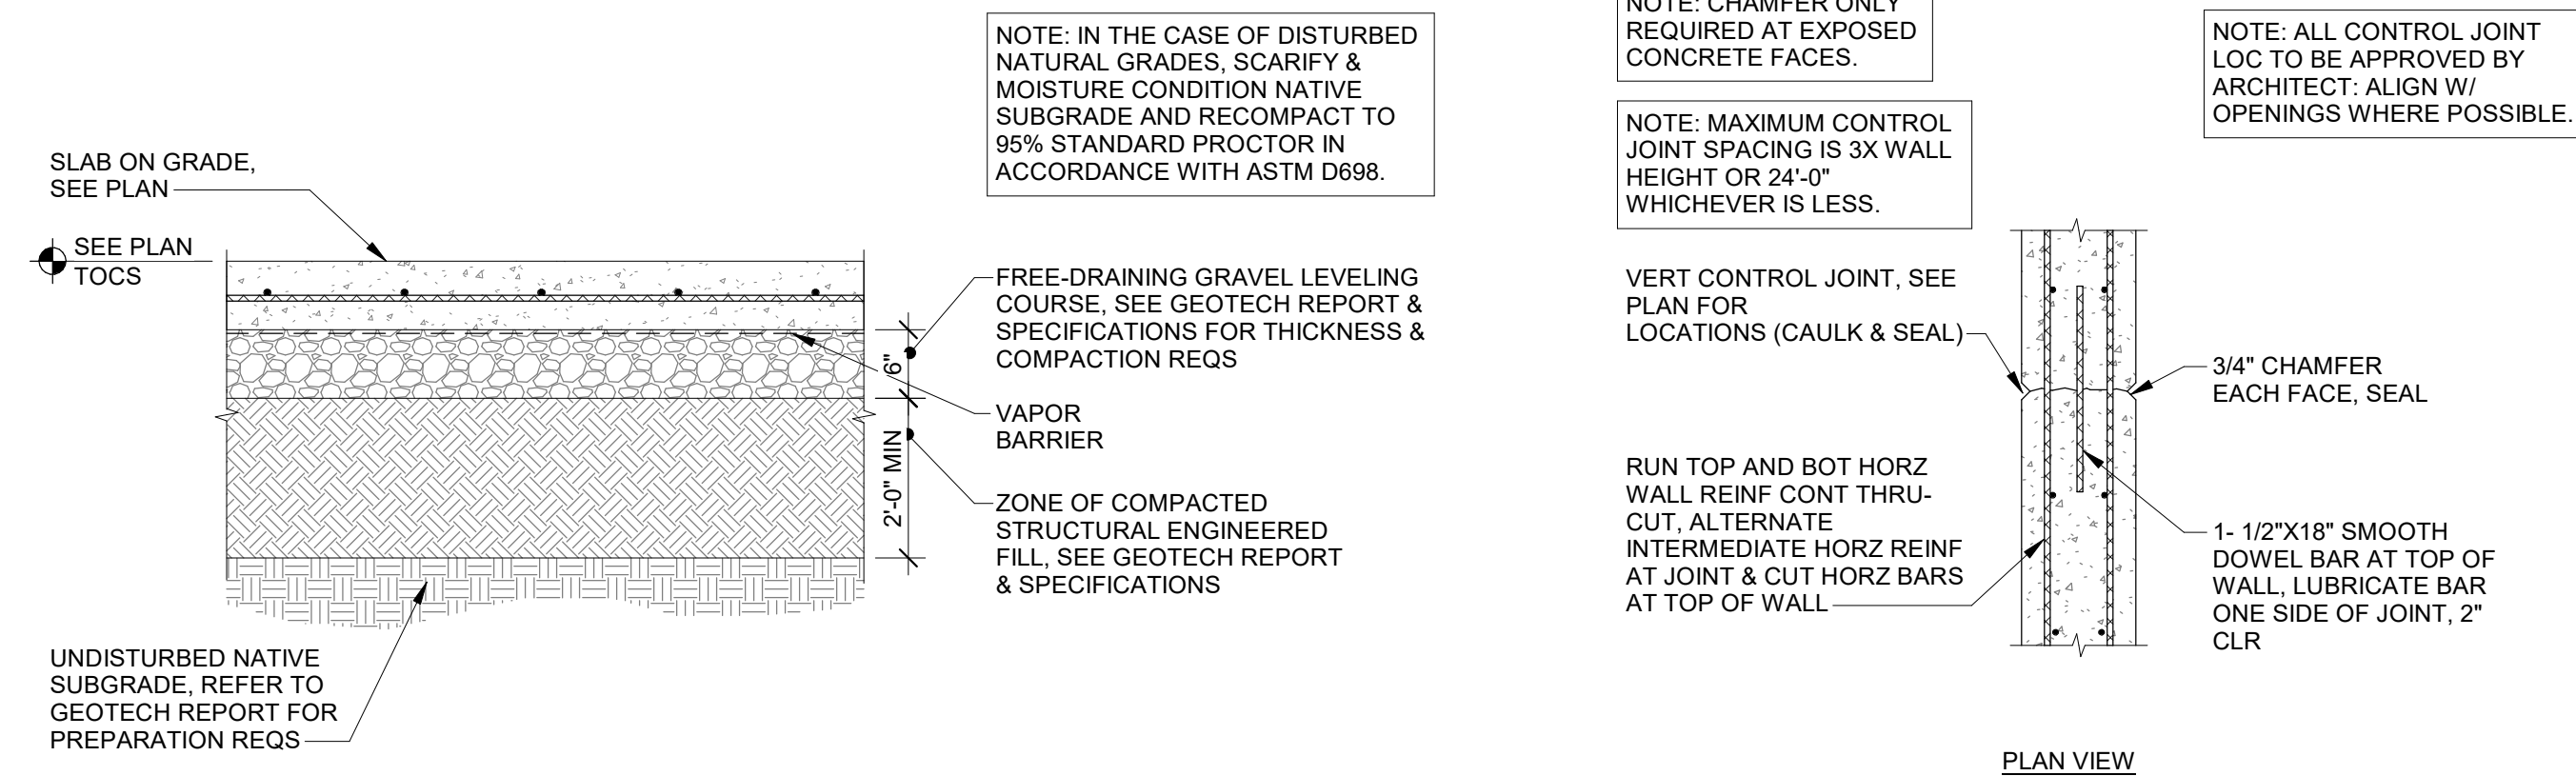 NOTE: IN THE CASE OF DISTURBED
NATURAL GRADES, SCARIFY &
MOISTURE CONDITION NATIVE
SUBGRADE AND RECOMPACT TO
95% STANDARD PROCTOR IN
ACCORDANCE WITH ASTM D698.
SLAB ON GRADE,
SEE PLAN
SEE PLAN
TOCS
FREE-DRAINING GRAVEL LEVELING
COURSE, SEE GEOTECH REPORT &
SPECIFICATIONS FOR THICKNESS &
COMPACTION REQS
6"
VAPOR
BARRIER
2'-0" MIN
ZONE OF COMPACTED
STRUCTURAL ENGINEERED
FILL, SEE GEOTECH REPORT
& SPECIFICATIONS
UNDISTURBED NATIVE
SUBGRADE, REFER TO
GEOTECH REPORT FOR
PREPARATION REQS
NOTE: CHAMFER ONLY
REQUIRED AT EXPOSED
CONCRETE FACES.
NOTE: ALL CONTROL JOINT
LOC TO BE APPROVED BY
ARCHITECT: ALIGN W/
OPENINGS WHERE POSSIBLE.
NOTE: MAXIMUM CONTROL
JOINT SPACING IS 3X WALL
HEIGHT OR 24'-0"
WHICHEVER IS LESS.
VERT CONTROL JOINT, SEE
PLAN FOR
LOCATIONS (CAULK & SEAL)
3/4" CHAMFER
EACH FACE, SEAL
RUN TOP AND BOT HORZ
WALL REINF CONT THRU-
CUT, ALTERNATE
INTERMEDIATE HORZ REINF
AT JOINT & CUT HORZ BARS
AT TOP OF WALL
1- 1/2"X18" SMOOTH
DOWEL BAR AT TOP OF
WALL, LUBRICATE BAR
ONE SIDE OF JOINT, 2"
CLR
PLAN VIEW